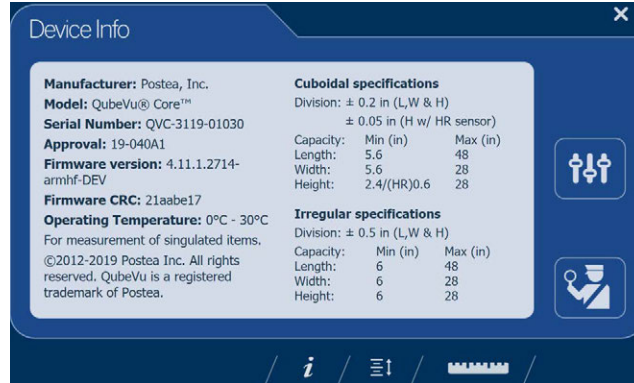 Device Info
Manufacturer: Postea, Inc.
Model: QubeVu® Core™
Serial Number: QVC-3119-01030
Approval: 19-040A1
Firmware version: 4.11.1.2714-
armhf-DEV
Firmware CRC: 21aabe17
Operating Temperature: 0°C - 30°C
For measurement of singulated items.
©2012-2019 Postea Inc. All rights
reserved. QubeVu is a registered
trademark of Postea.
Cuboidal specifications
Division: ± 0.2 in (L,W & H)
± 0.05 in (H w/ HR sensor)
Capacity: Min (in) Max (in)
Length: 5.6 48
Width: 5.6 28
Height: 2.4/(HR)0.6 28
Irregular specifications
Division: ± 0.5 in (L,W & H)
Capacity: Min (in) Max (in)
Length: 6 48
Width: 6 28
Height: 6 28